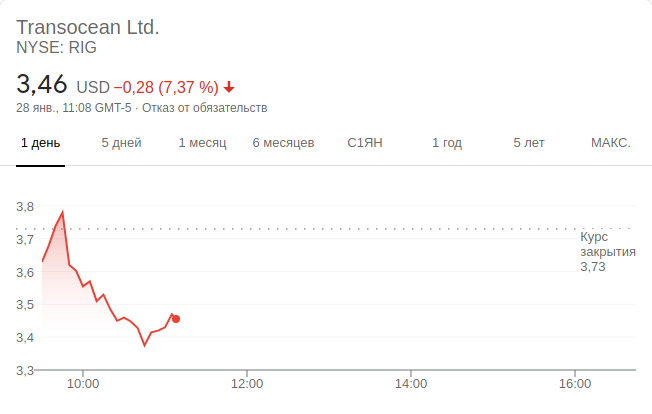 Transocean Ltd.
NYSE: RIG
3,46 USD −0,28 (7,37 %)
28 янв., 11:08 GMT-5 · Отказ от обязательств
1 день 5 дней 1 месяц 6 месяцев С1ЯН 1 год 5 лет МАКС.
3,8
3,7
3,6
3,5
3,4
3,3
Курс
закрытия
3,73
10:00 12:00 14:00 16:00